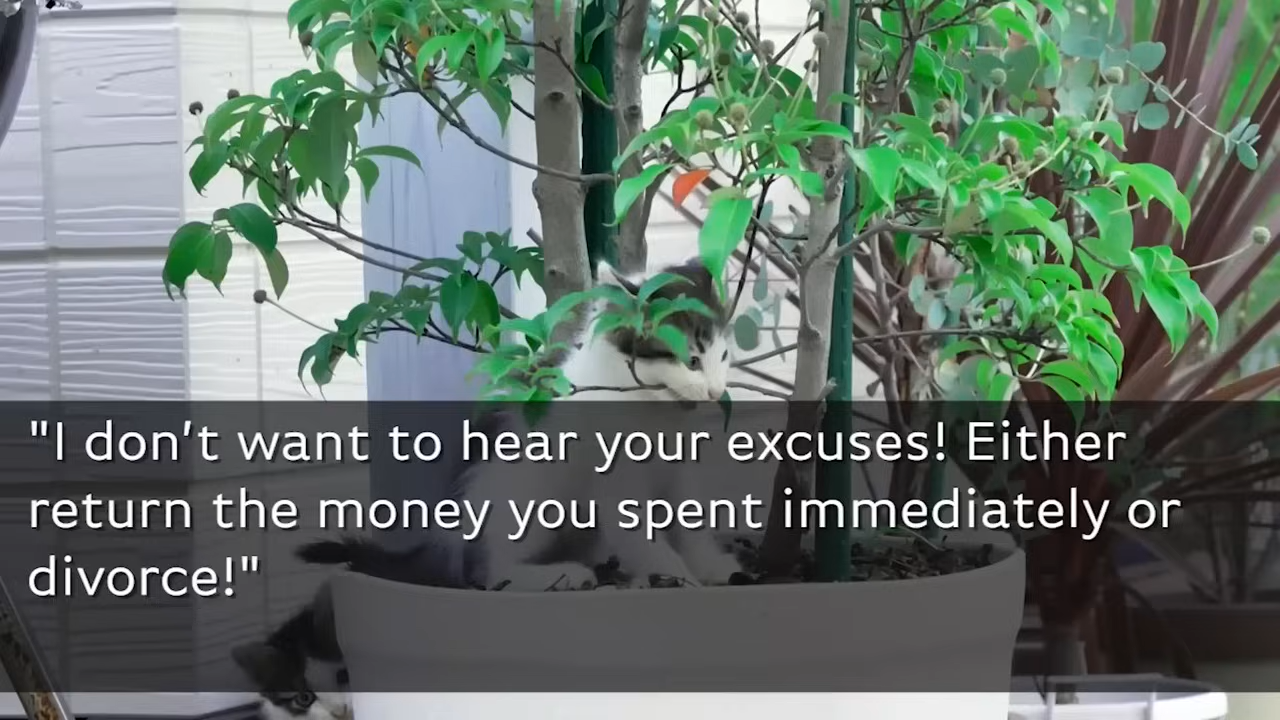 "I don't want to hear your excuses! Either
return the money you spent immediately or
divorce!"